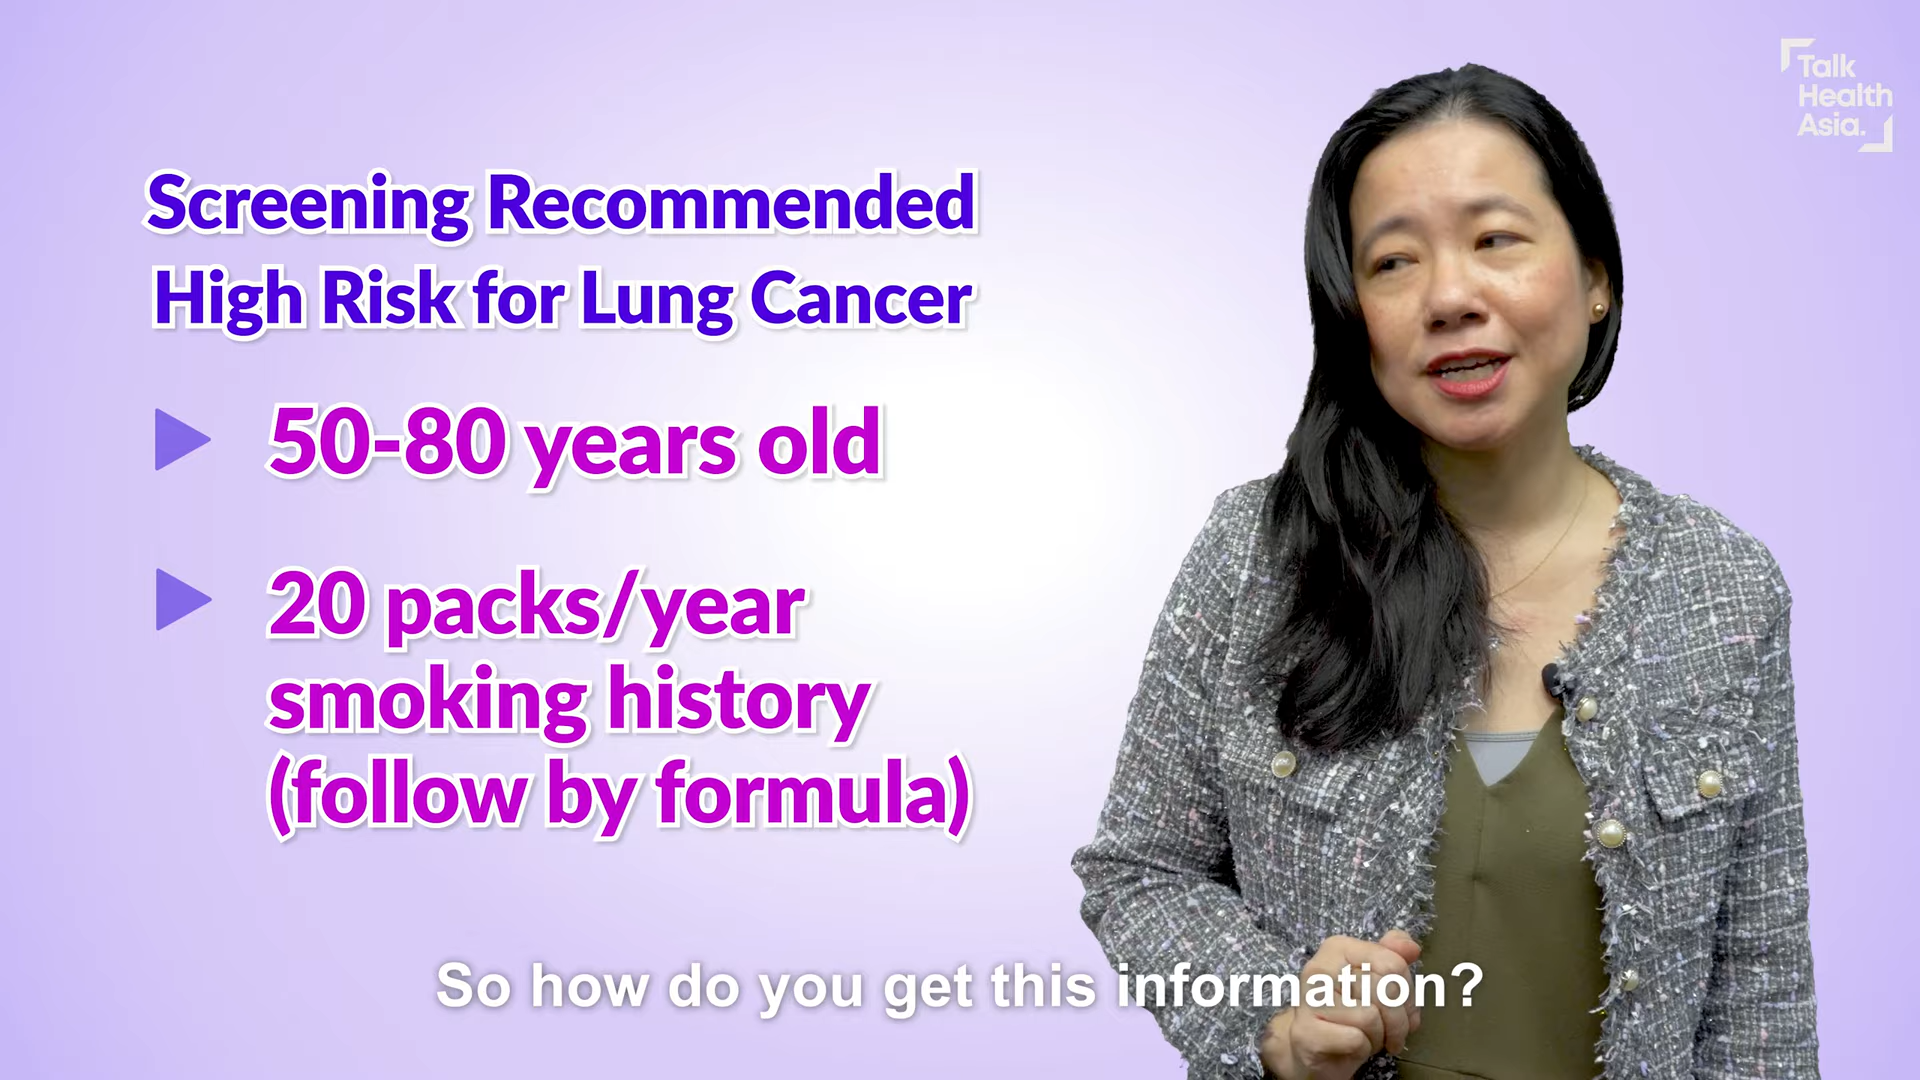 Talk
Health
Asia.
Screening Recommended
High Risk for Lung Cancer
50-80 years old
20 packs/year
smoking history
(follow by formula)
So how do you get this information?